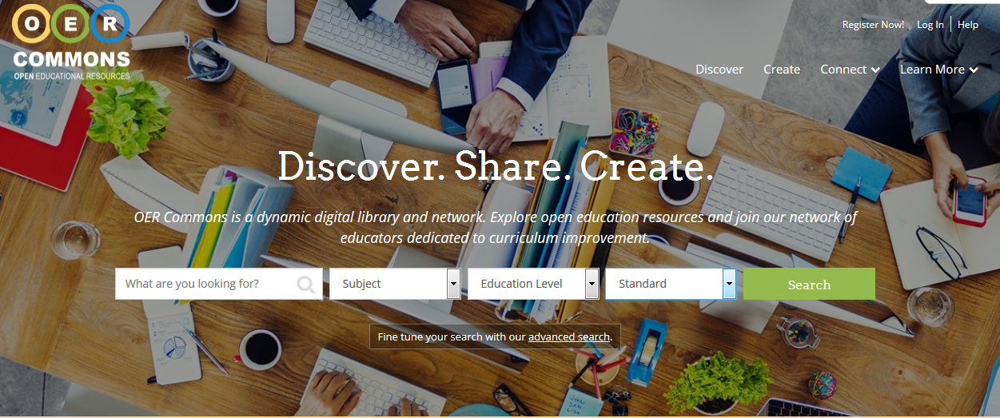 O E R
COMMONS
OPEN EDUCATIONAL RESOURCES
Register Now! Log In | Help
Discover Create Connect Learn More
Discover. Share. Create.
OER Commons is a dynamic digital library and network. Explore open education resources and join our network of
educators dedicated to curriculum improvement.
What are you looking for? Subject Education Level Standard Search
Fine tune your search with our advanced search.
JOHN
DAN
LISA